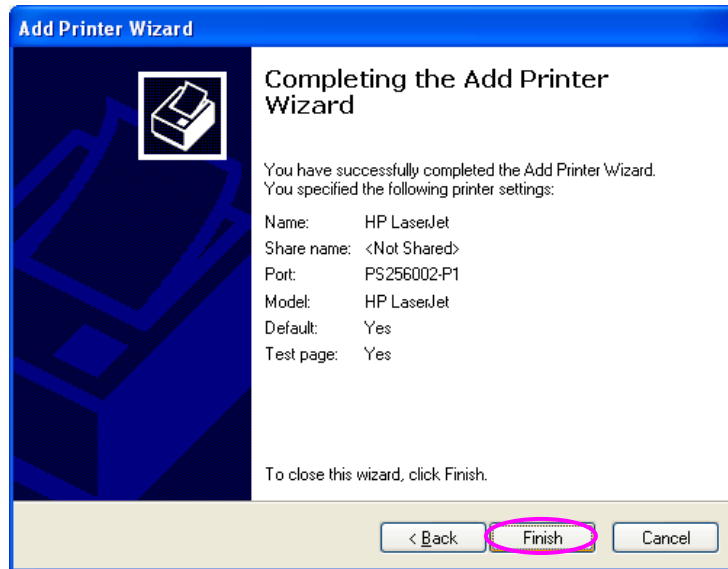 Add Printer Wizard
Completing the Add Printer
Wizard
You have successfully completed the Add Printer Wizard.
You specified the following printer settings:
Name: HP LaserJet
Share name: <Not Shared>
Port: PS256002-P1
Model: HP LaserJet
Default: Yes
Test page: Yes
To close this wizard, click Finish.
< Back Finish Cancel